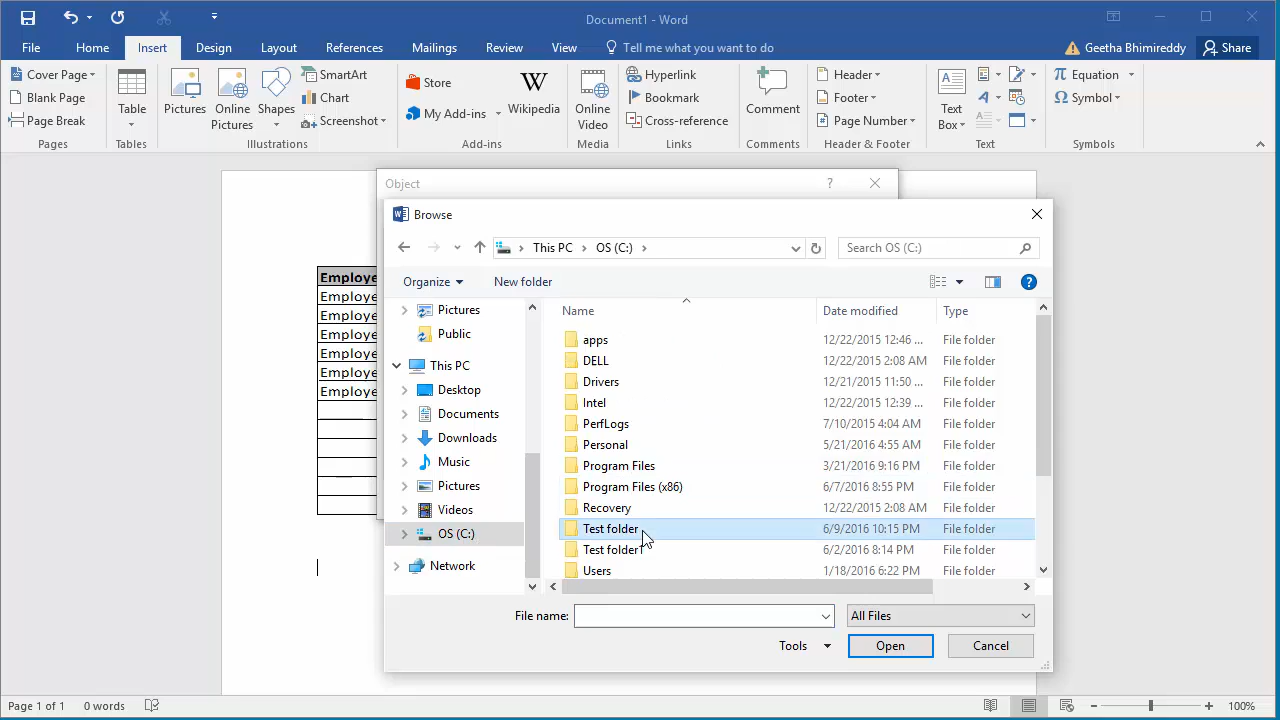 Document1 - Word
File Home Insert Design Layout References Mailings Review View Tell me what you want to do Geetha Bhimireddy Share
Cover Page
Blank Page
Page Break
Pages
Table
Tables
Pictures
Online Pictures
Shapes
SmartArt
Chart
Screenshot
Illustrations
Store
My Add-ins
W
Wikipedia
Add-ins
Online Video
Media
Hyperlink
Bookmark
Cross-reference
Links
Comment
Comments
Header
Footer
Page Number
Header & Footer
Text Box
Text
Equation
Symbol
Symbols
Object ?
Browse
This PC OS (C:)
Search OS (C:)
Organize New folder ?
Pictures
Public
This PC
Desktop
Documents
Downloads
Music
Pictures
Videos
OS (C:)
Network
Name Date modified Type
apps 12/22/2015 12:46 ... File folder
DELL 12/22/2015 2:08 AM File folder
Drivers 12/21/2015 11:50 ... File folder
Intel 12/22/2015 12:39 ... File folder
PerfLogs 7/10/2015 4:04 AM File folder
Personal 5/21/2016 4:55 AM File folder
Program Files 3/21/2016 9:16 PM File folder
Program Files (x86) 6/7/2016 8:55 PM File folder
Recovery 12/22/2015 2:08 AM File folder
Test folder 6/9/2016 10:15 PM File folder
Test folder1 6/2/2016 8:14 PM File folder
Users 1/18/2016 6:22 PM File folder
File name: All Files
Tools Open Cancel
Employe
Employe
Employe
Employe
Employe
Employe
Employe
Page 1 of 1 0 words 100%